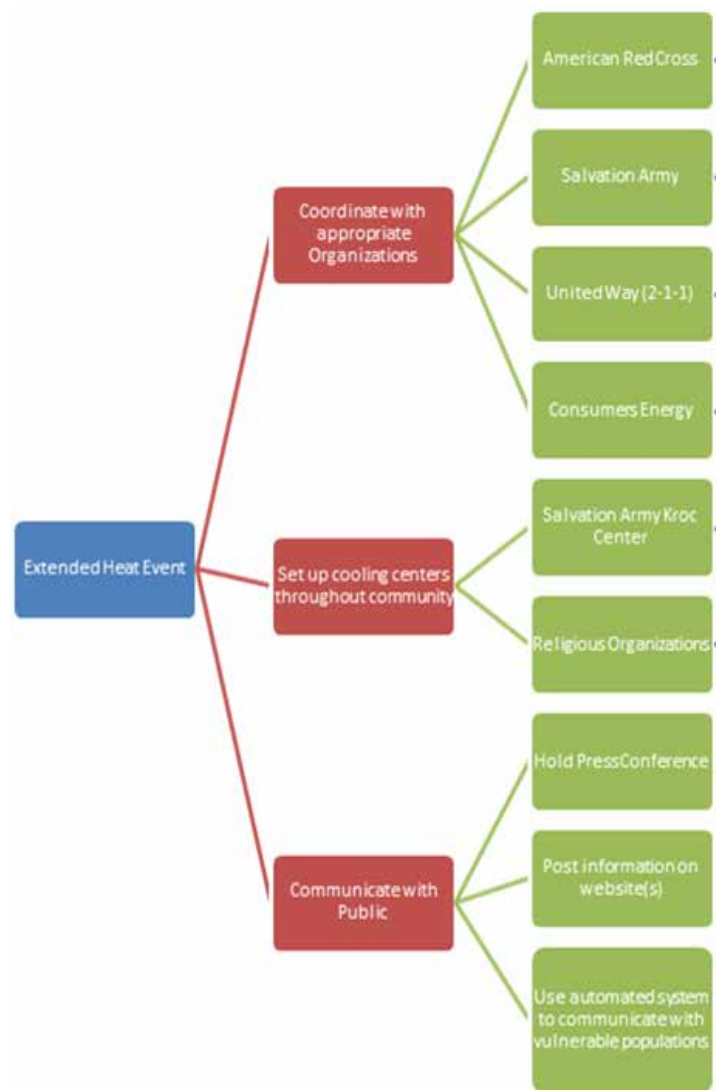 American Red Cross
Salvation Army
Coordinate with
appropriate
Organizations
United Way (2-1-1)
Consumers Energy
Salvation Army Kroc
Center
Extended Heat Event
Set up cooling centers
throughout community
Religious Organizations
Hold Press Conference
Post information on
website(s)
Communicate with
Public
Use automated system
to communicate with
vulnerable populations